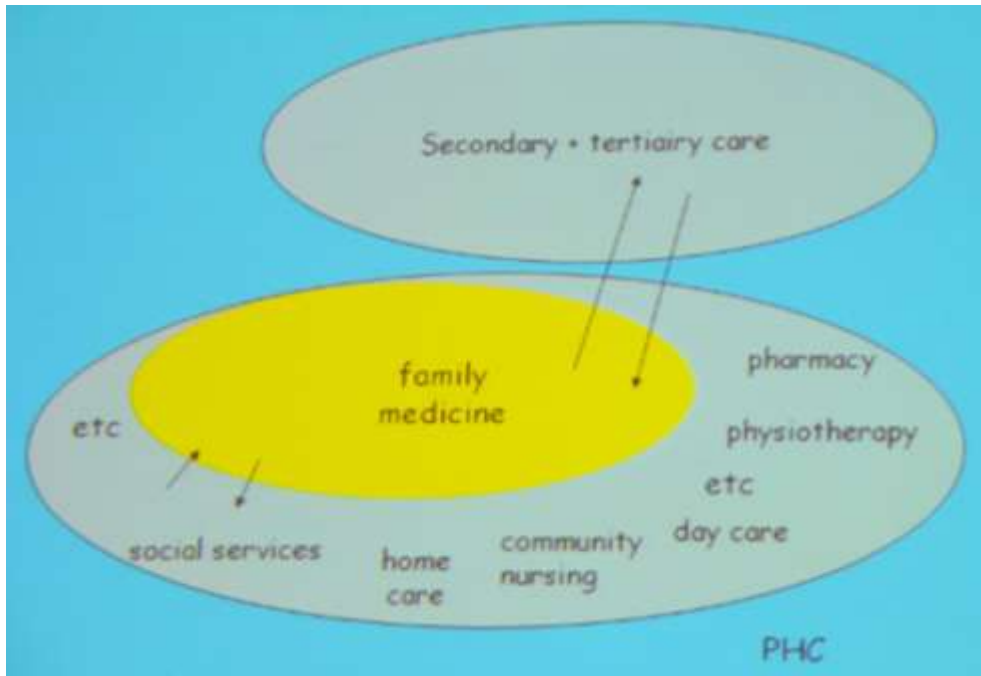 Secondary + tertiairy care
family
medicine
pharmacy
etc
physiotherapy
etc
day care
social services
home
care
community
nursing
PHC